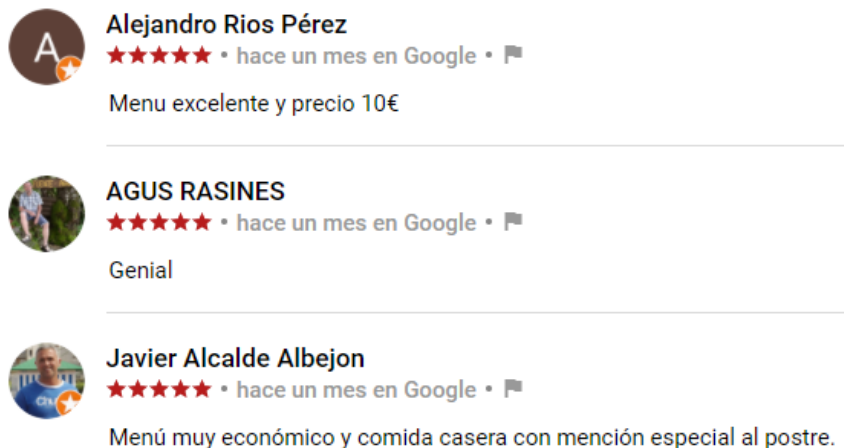 A
Alejandro Rios Pérez
★★★★★ • hace un mes en Google •
Menu excelente y precio 10€
AGUS RASINES
★★★★★ • hace un mes en Google •
Genial
Javier Alcalde Albejon
★★★★★ • hace un mes en Google •
Menú muy económico y comida casera con mención especial al postre.